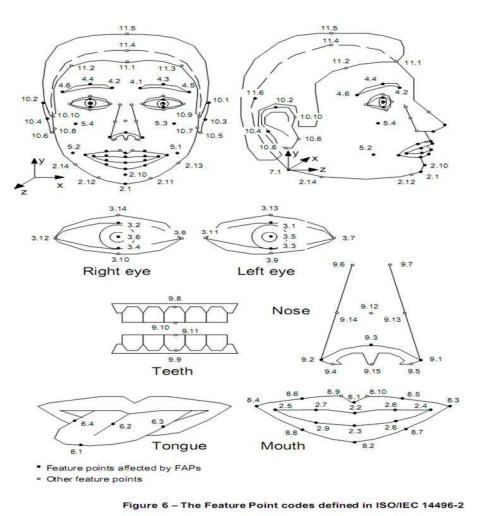 11.5
11.4
11.2 11.1 11.3
4.4 4.3
4.6 4.2 4.1 4.5
10.2 10.1
10.10 10.9
10.4 5.4 5.3 10.3
10.6 10.8 10.7 10.5
5.2 5.1
y 2.14 2.10 2.13
x 2.12 2.1 2.11
z
11.5
11.4
11.2 11.1
4.4
11.6 4.6 4.2
10.2
10.10 5.4
10.4 10.8
10.6 5.2
y
x
z 2.10
7.1 2.14 2.12 2.1
3.14
3.2
3.12 3.6 3.6
3.4
3.10
Right eye
3.13
3.1
3.11 3.5 3.7
3.3
3.9
Left eye
9.8
9.10 9.11
9.9
Teeth
9.6 9.7
Nose
9.12
9.14 9.13
9.3
9.2 9.1
9.4 9.15 9.5
6.4 6.2 6.3
6.1
Tongue
8.6 8.9 8.10 8.5
8.4 8.1 8.3
2.5 2.7 2.2 2.6 2.4
2.9 2.3 2.8
8.8 8.7
8.2
Mouth
• Feature points affected by FAPs
○ Other feature points
Figure 6 – The Feature Point codes defined in ISO/IEC 14496-2